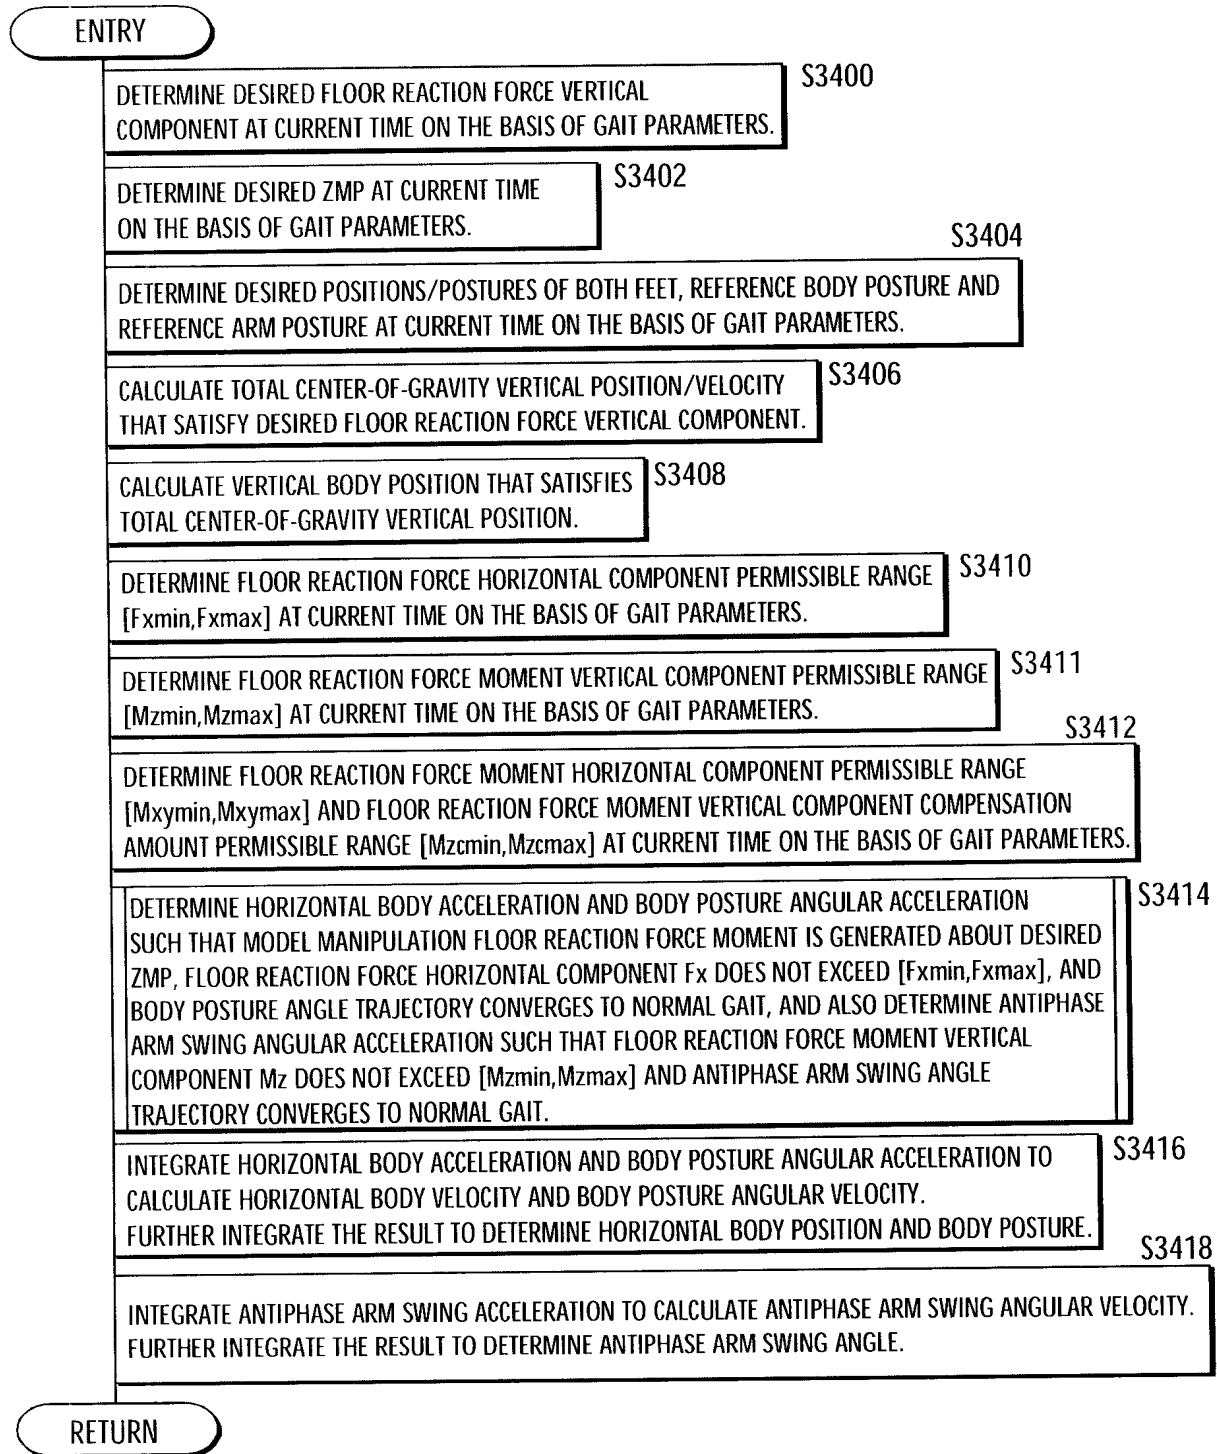 ENTRY
S3400
DETERMINE DESIRED FLOOR REACTION FORCE VERTICAL
COMPONENT AT CURRENT TIME ON THE BASIS OF GAIT PARAMETERS.
S3402
DETERMINE DESIRED ZMP AT CURRENT TIME
ON THE BASIS OF GAIT PARAMETERS.
S3404
DETERMINE DESIRED POSITIONS/POSTURES OF BOTH FEET, REFERENCE BODY POSTURE AND
REFERENCE ARM POSTURE AT CURRENT TIME ON THE BASIS OF GAIT PARAMETERS.
S3406
CALCULATE TOTAL CENTER-OF-GRAVITY VERTICAL POSITION/VELOCITY
THAT SATISFY DESIRED FLOOR REACTION FORCE VERTICAL COMPONENT.
S3408
CALCULATE VERTICAL BODY POSITION THAT SATISFIES
TOTAL CENTER-OF-GRAVITY VERTICAL POSITION.
S3410
DETERMINE FLOOR REACTION FORCE HORIZONTAL COMPONENT PERMISSIBLE RANGE
[Fxmin,Fxmax] AT CURRENT TIME ON THE BASIS OF GAIT PARAMETERS.
S3411
DETERMINE FLOOR REACTION FORCE MOMENT VERTICAL COMPONENT PERMISSIBLE RANGE
[Mzmin,Mzmax] AT CURRENT TIME ON THE BASIS OF GAIT PARAMETERS.
S3412
DETERMINE FLOOR REACTION FORCE MOMENT HORIZONTAL COMPONENT PERMISSIBLE RANGE
[Mxymin,Mxymax] AND FLOOR REACTION FORCE MOMENT VERTICAL COMPONENT COMPENSATION
AMOUNT PERMISSIBLE RANGE [Mzcmin,Mzcmax] AT CURRENT TIME ON THE BASIS OF GAIT PARAMETERS.
S3414
DETERMINE HORIZONTAL BODY ACCELERATION AND BODY POSTURE ANGULAR ACCELERATION
SUCH THAT MODEL MANIPULATION FLOOR REACTION FORCE MOMENT IS GENERATED ABOUT DESIRED
ZMP, FLOOR REACTION FORCE HORIZONTAL COMPONENT Fx DOES NOT EXCEED [Fxmin,Fxmax], AND
BODY POSTURE ANGLE TRAJECTORY CONVERGES TO NORMAL GAIT, AND ALSO DETERMINE ANTIPHASE
ARM SWING ANGULAR ACCELERATION SUCH THAT FLOOR REACTION FORCE MOMENT VERTICAL
COMPONENT Mz DOES NOT EXCEED [Mzmin,Mzmax] AND ANTIPHASE ARM SWING ANGLE
TRAJECTORY CONVERGES TO NORMAL GAIT.
S3416
INTEGRATE HORIZONTAL BODY ACCELERATION AND BODY POSTURE ANGULAR ACCELERATION TO
CALCULATE HORIZONTAL BODY VELOCITY AND BODY POSTURE ANGULAR VELOCITY.
FURTHER INTEGRATE THE RESULT TO DETERMINE HORIZONTAL BODY POSITION AND BODY POSTURE.
S3418
INTEGRATE ANTIPHASE ARM SWING ACCELERATION TO CALCULATE ANTIPHASE ARM SWING ANGULAR VELOCITY.
FURTHER INTEGRATE THE RESULT TO DETERMINE ANTIPHASE ARM SWING ANGLE.
RETURN